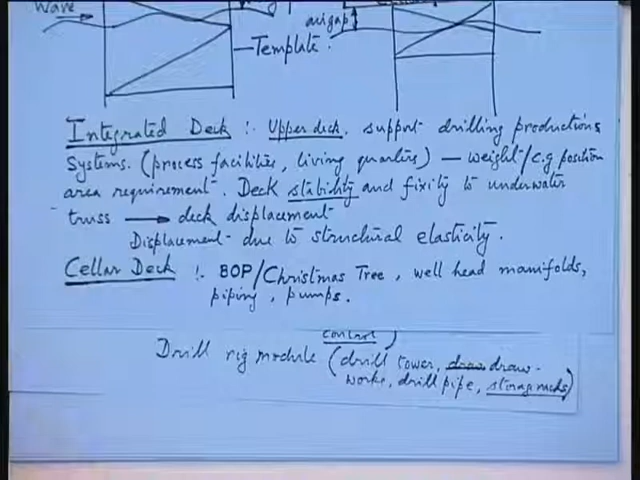 Wave
airgap
Template.
Integrated Deck :- Upper deck. support drilling productions
systems. (process facilities, living quarters) — weight/c.g position
area requirement. Deck stability and fixity to underwater
truss → deck displacement
Displacement due to structural elasticity.
Cellar Deck :- BOP/Christmas Tree, well head manifolds,
piping, pumps.
control)
Drill rig module (drill tower, draw-
works, drill pipe, storage racks)